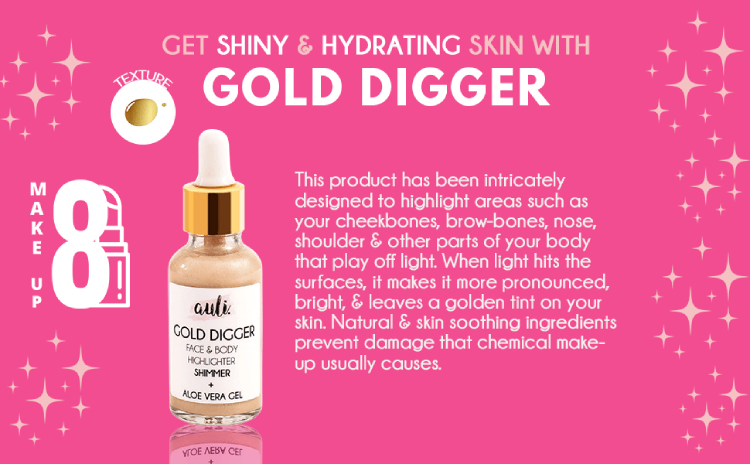 GET SHINY & HYDRATING SKIN WITH
GOLD DIGGER
TEXTURE
MAKE UP
8
This product has been intricately
designed to highlight areas such as
your cheekbones, brow-bones, nose,
shoulder & other parts of your body
that play off light. When light hits the
surfaces, it makes it more pronounced,
bright, & leaves a golden tint on your
skin. Natural & skin soothing ingredients
prevent damage that chemical make-
up usually causes.
auli.
GOLD DIGGER
FACE & BODY
HIGHLIGHTER
SHIMMER
+
ALOE VERA GEL